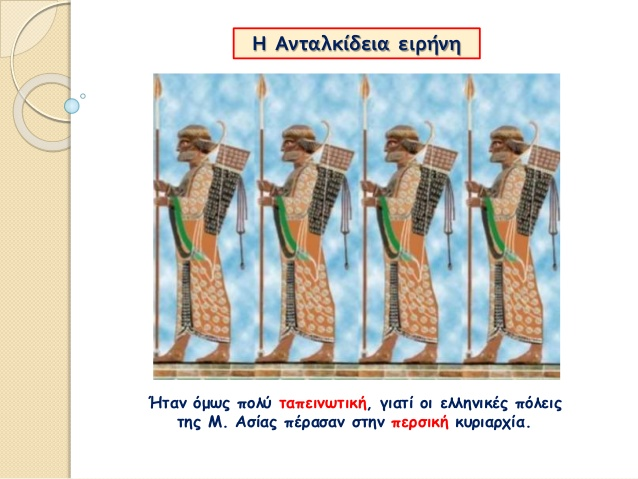 Η Ανταλκίδεια ειρήνη
Ήταν όμως πολύ ταπεινωτική, γιατί οι ελληνικές πόλεις
της Μ. Ασίας πέρασαν στην περσική κυριαρχία.